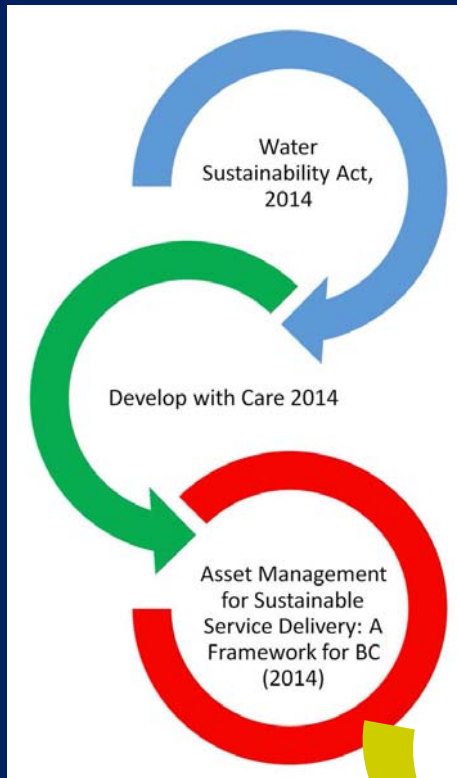 Water
Sustainability Act,
2014
Develop with Care 2014
Asset Management
for Sustainable
Service Delivery: A
Framework for BC
(2014)